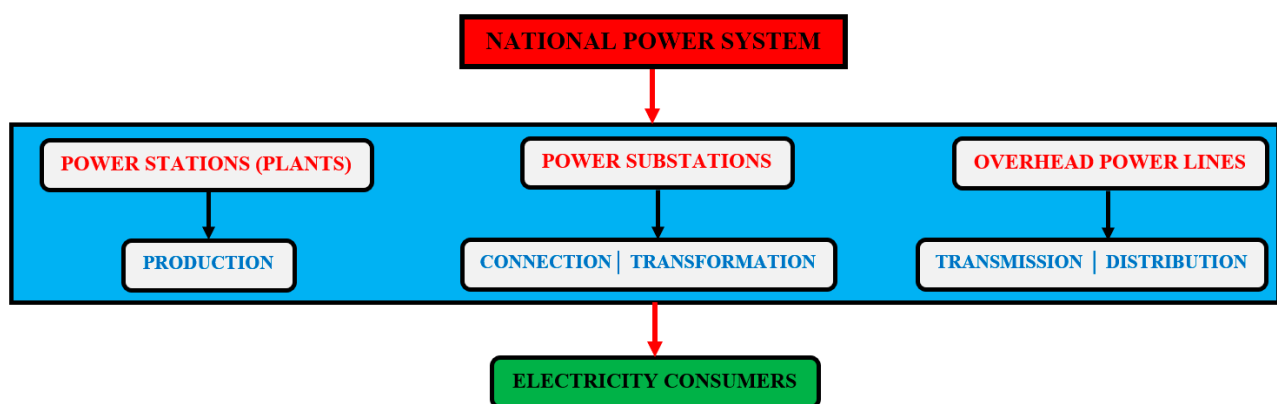 NATIONAL POWER SYSTEM
POWER STATIONS (PLANTS)
POWER SUBSTATIONS
OVERHEAD POWER LINES
PRODUCTION
CONNECTION | TRANSFORMATION
TRANSMISSION | DISTRIBUTION
ELECTRICITY CONSUMERS